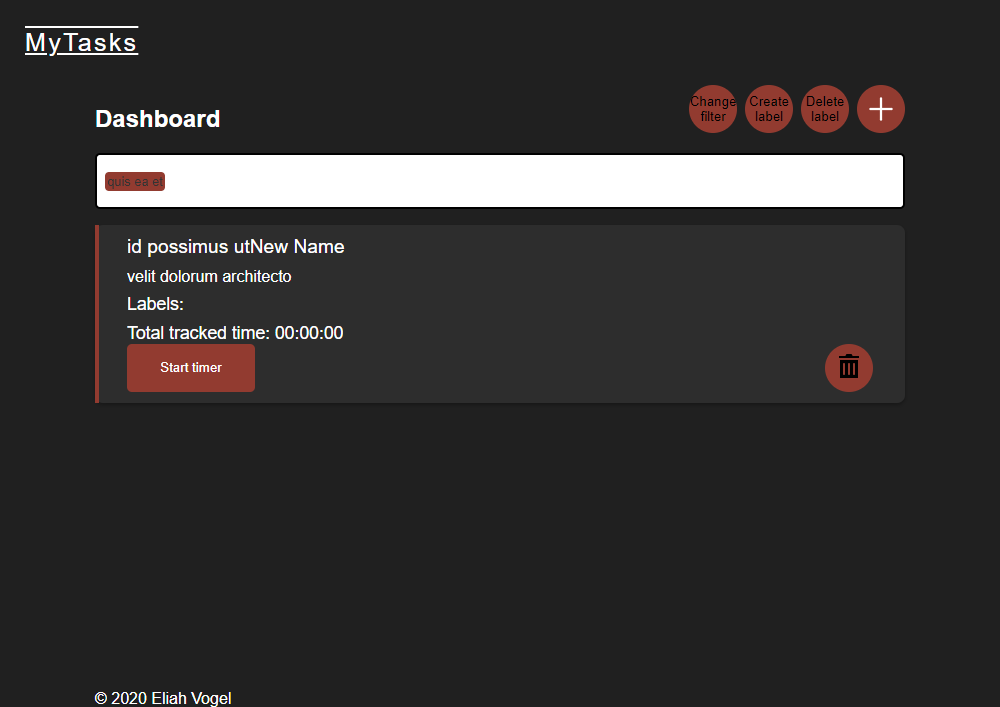 MyTasks
Dashboard
Change
filter
Create
label
Delete
label
quis ea et
id possimus utNew Name
velit dolorum architecto
Labels:
Total tracked time: 00:00:00
Start timer
© 2020 Eliah Vogel